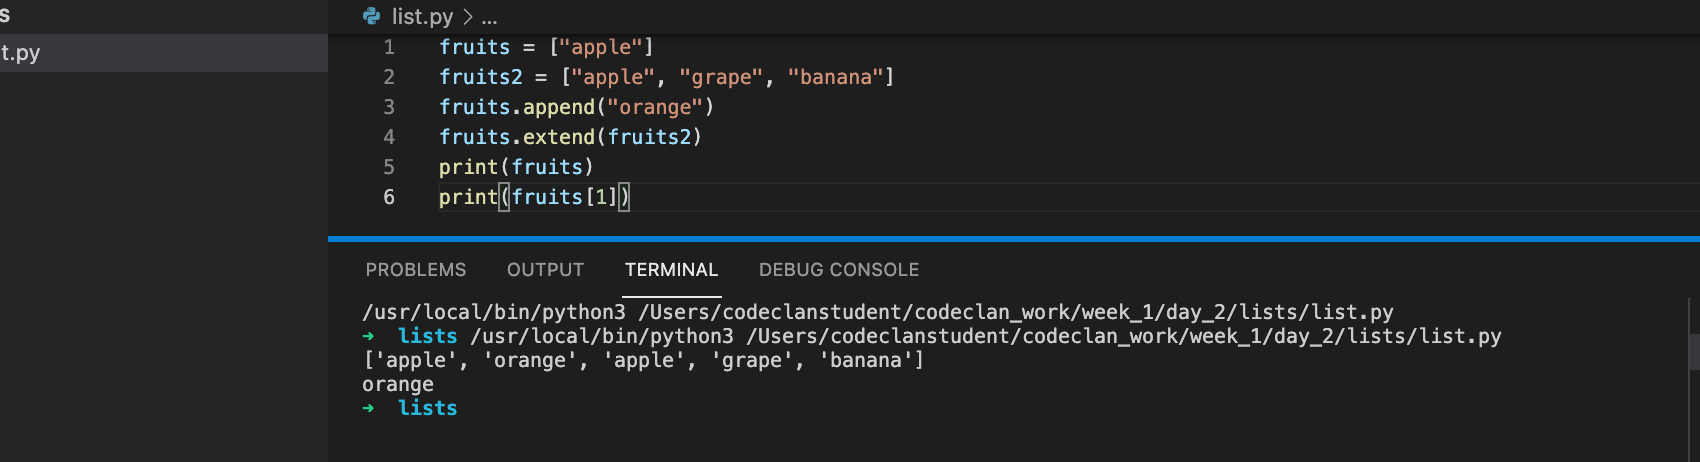 s
list.py > ...
t.py
1 fruits = ["apple"]
2 fruits2 = ["apple", "grape", "banana"]
3 fruits.append("orange")
4 fruits.extend(fruits2)
5 print(fruits)
6 print(fruits[1])
PROBLEMS OUTPUT TERMINAL DEBUG CONSOLE
/usr/local/bin/python3 /Users/codeclanstudent/codeclan_work/week_1/day_2/lists/list.py
➜ lists /usr/local/bin/python3 /Users/codeclanstudent/codeclan_work/week_1/day_2/lists/list.py
['apple', 'orange', 'apple', 'grape', 'banana']
orange
➜ lists